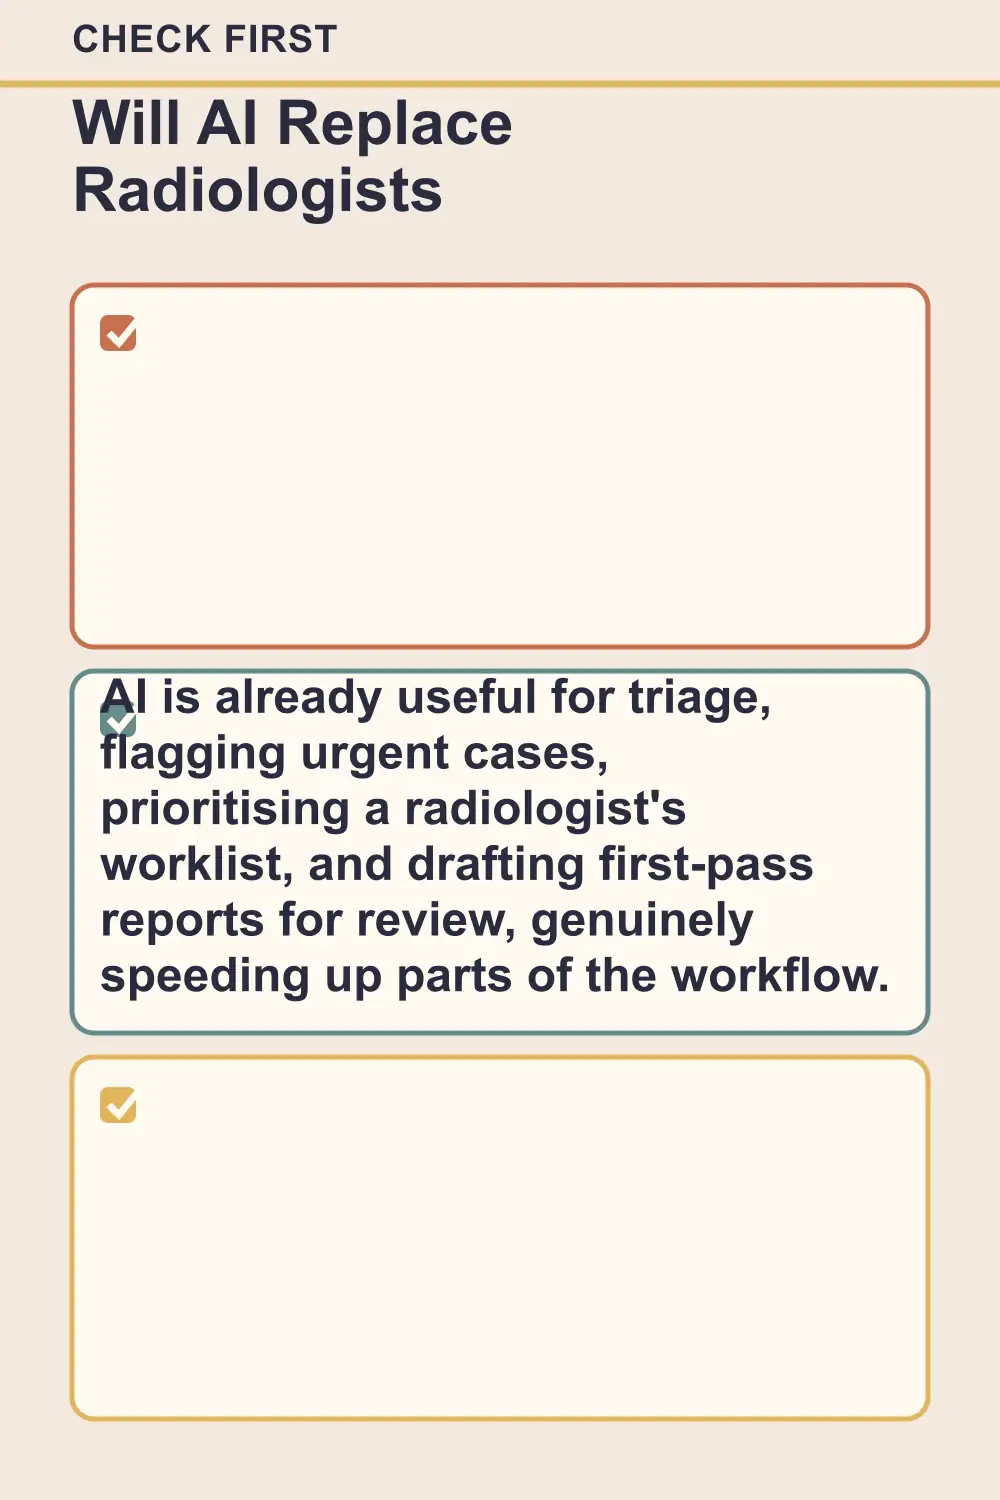 CHECK FIRST
Will AI Replace
Radiologists
AI is already useful for triage,
flagging urgent cases,
prioritising a radiologist's
worklist, and drafting first-pass
reports for review, genuinely
speeding up parts of the workflow.